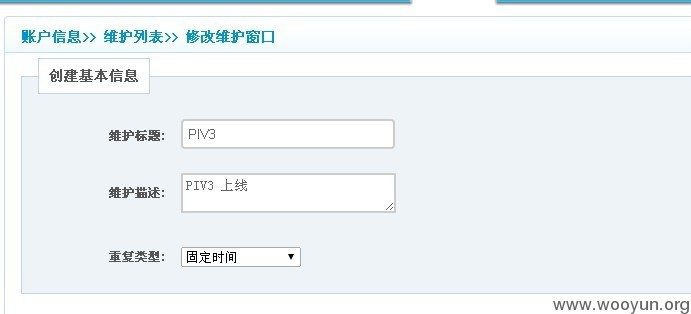 账户信息>> 维护列表>> 修改维护窗口
创建基本信息
维护标题: PIV3
维护描述: PIV3 上线
重复类型: 固定时间
www.wooyun.org